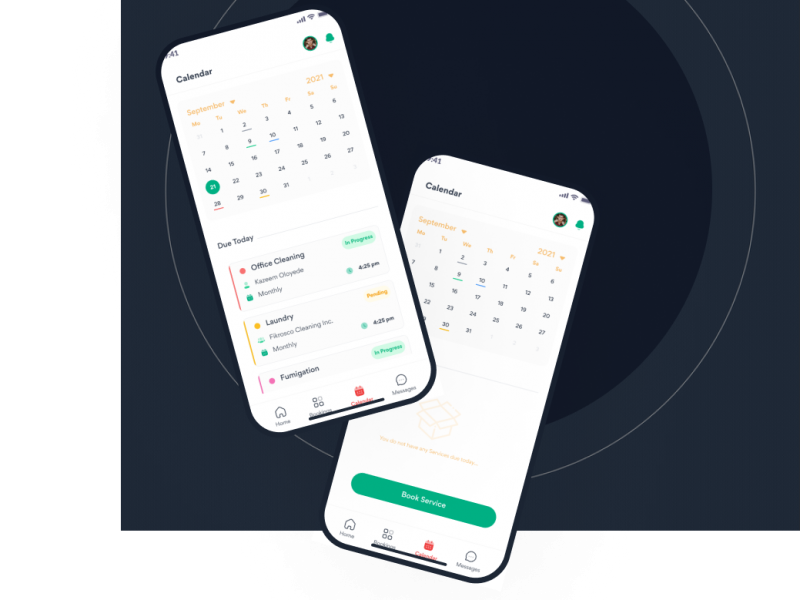 9:41
Calendar
September 2021
Mo Tu We Th Fr Sa Su
31 1 2 3 4 5 6
7 8 9 10 11 12 13
14 15 16 17 18 19 20
21 22 23 24 25 26 27
28 29 30 31 1 2 3
Due Today
Office Cleaning In Progress
Kazeem Oloyede
Monthly 4:25 pm
Laundry Pending
Fikrosco Cleaning Inc.
Monthly 4:25 pm
Fumigation In Progress
Home Bookings Calendar Messages
9:41
Calendar
September 2021
Mo Tu We Th Fr Sa Su
1 2 3 4 5 6
7 8 9 10 11 12 13
15 16 17 18 19 20
22 23 24 25 26 27
29 30 31 1 2 3
You do not have any Services due today...
Book Service
Home Bookings Calendar Messages